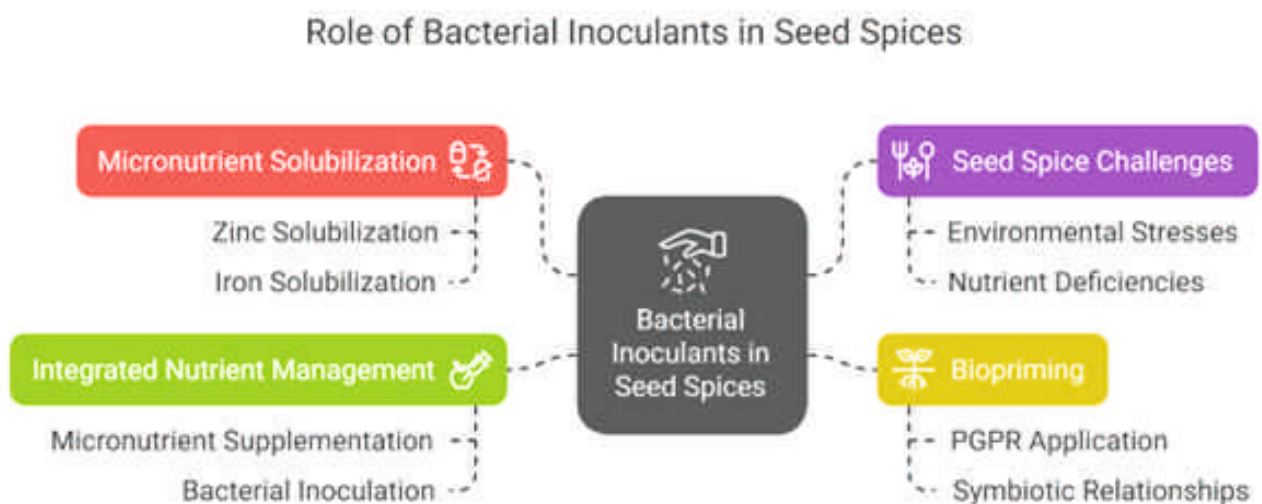 Role of Bacterial Inoculants in Seed Spices
Micronutrient Solubilization
Zinc Solubilization
Iron Solubilization
Integrated Nutrient Management
Micronutrient Supplementation
Bacterial Inoculation
Bacterial
Inoculants in
Seed Spices
Seed Spice Challenges
Environmental Stresses
Nutrient Deficiencies
Biopriming
PGPR Application
Symbiotic Relationships